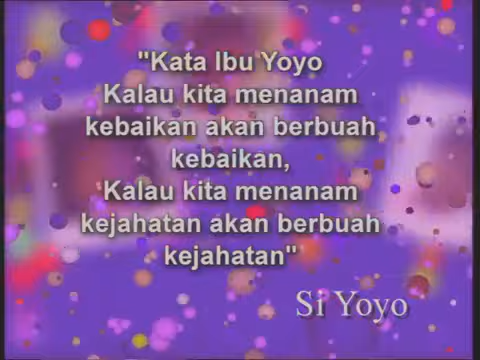 "Kata Ibu Yoyo
Kalau kita menanam
kebaikan akan berbuah
kebaikan,
Kalau kita menanam
kejahatan akan berbuah
kejahatan"
Si Yoyo